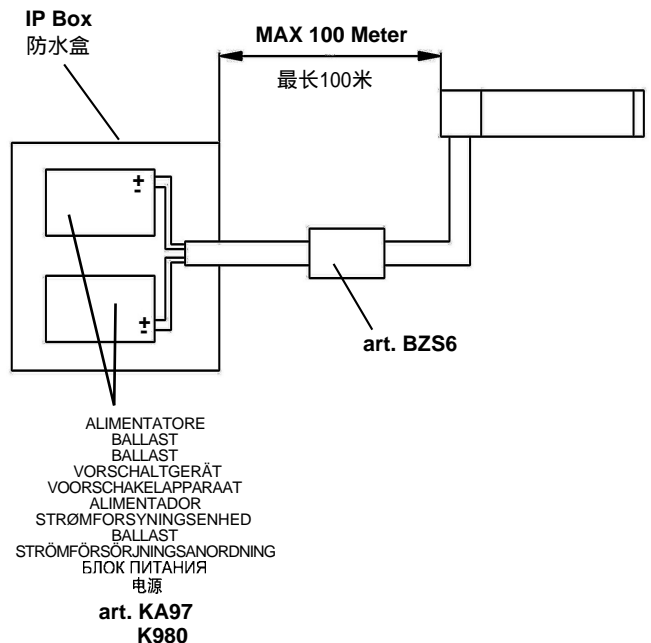 IP Box
防水盒
MAX 100 Meter
最长100米
±
±
art. BZS6
ALIMENTATORE
BALLAST
BALLAST
VORSCHALTGERÄT
VOORSCHAKELAPPARAAT
ALIMENTADOR
STRØMFORSYNINGSENHED
BALLAST
STRÖMFÖRSÖRJNINGSANORDNING
БЛОК ПИТАНИЯ
电源
art. KA97
K980